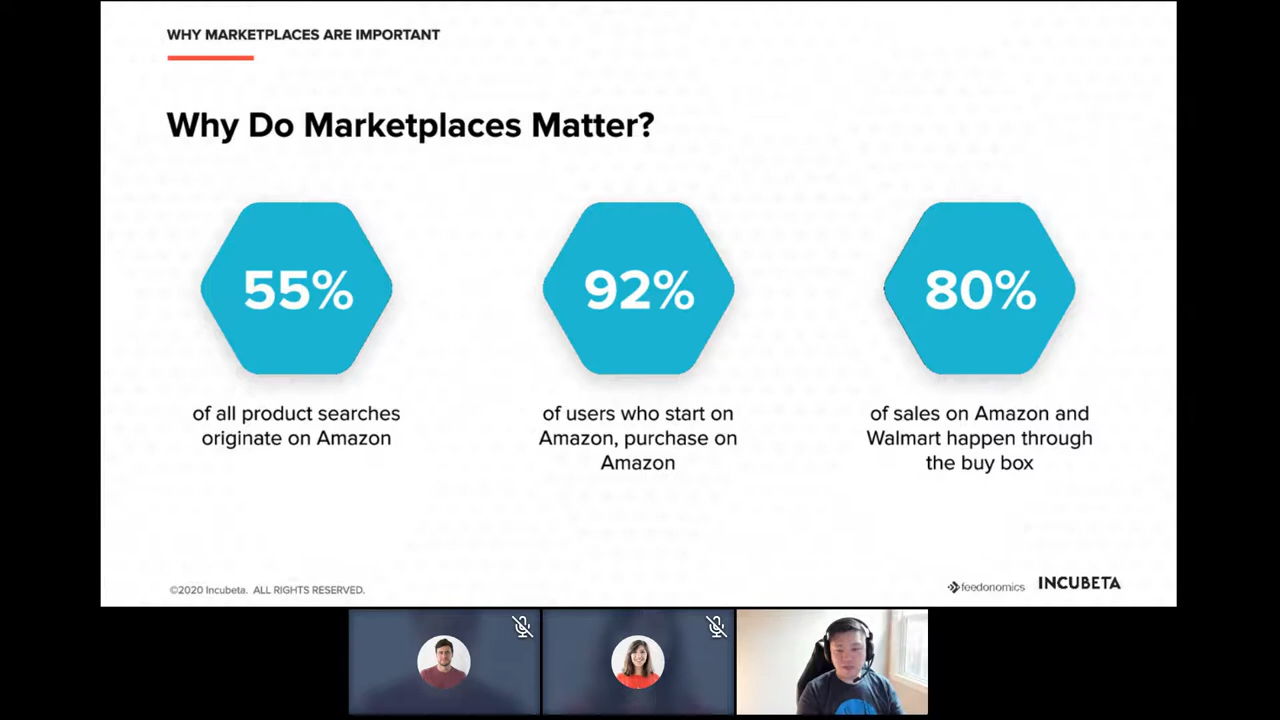 WHY MARKETPLACES ARE IMPORTANT
Why Do Marketplaces Matter?
55%
92%
80%
of all product searches
originate on Amazon
of users who start on
Amazon, purchase on
Amazon
of sales on Amazon and
Walmart happen through
the buy box
©2020 Incubeta. ALL RIGHTS RESERVED.
feedonomics
INCUBETA